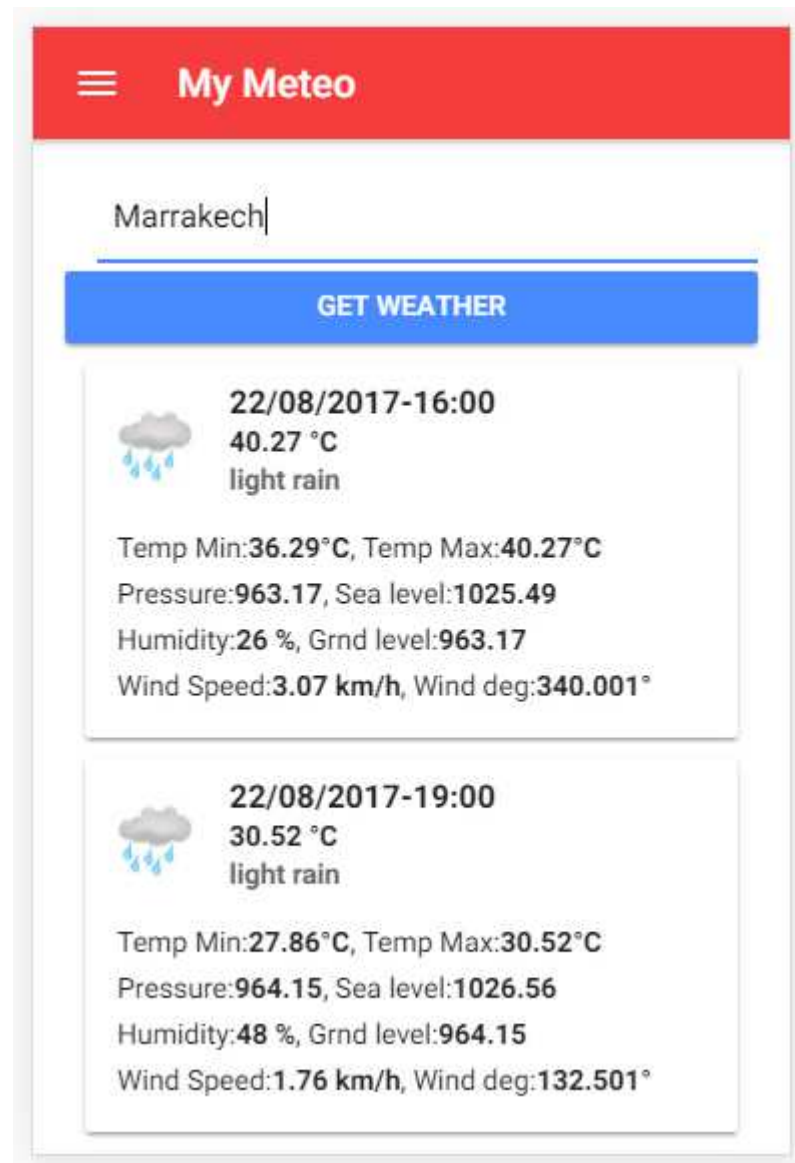 My Meteo
Marrakech
GET WEATHER
22/08/2017-16:00
40.27 °C
light rain
Temp Min:36.29°C, Temp Max:40.27°C
Pressure:963.17, Sea level:1025.49
Humidity:26 %, Grnd level:963.17
Wind Speed:3.07 km/h, Wind deg:340.001°
22/08/2017-19:00
30.52 °C
light rain
Temp Min:27.86°C, Temp Max:30.52°C
Pressure:964.15, Sea level:1026.56
Humidity:48 %, Grnd level:964.15
Wind Speed:1.76 km/h, Wind deg:132.501°